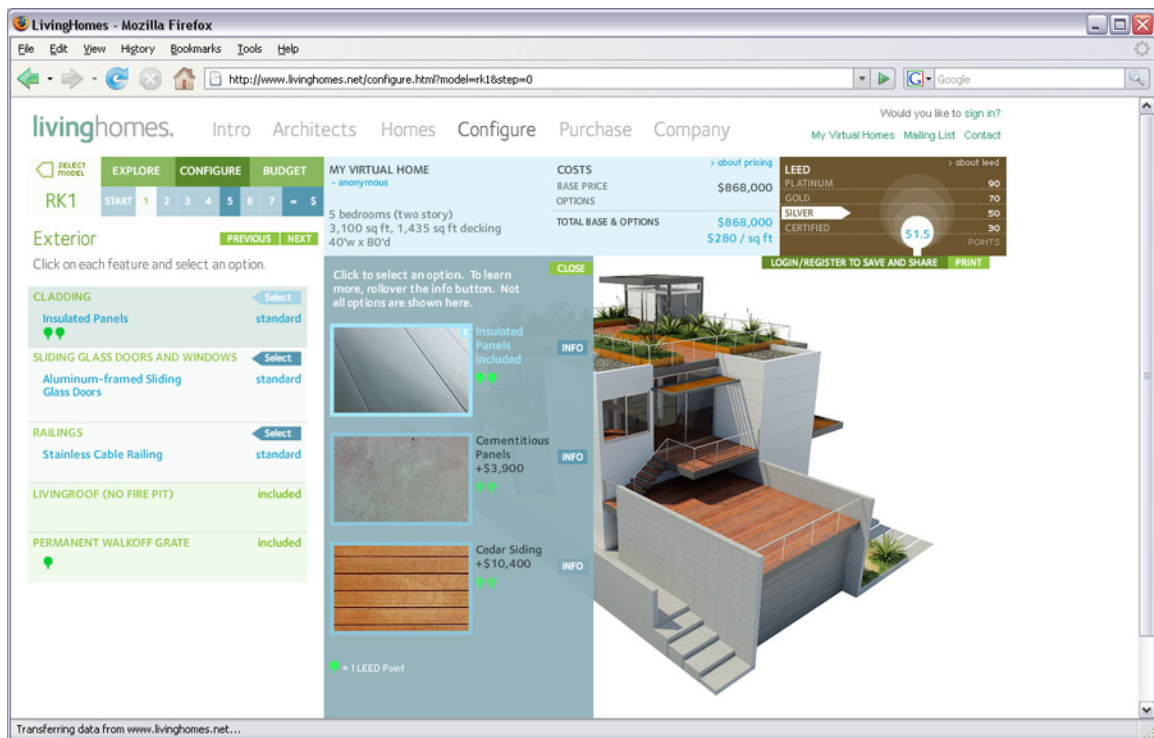 LivingHomes - Mozilla Firefox
File Edit View History Bookmarks Tools Help
http://www.livinghomes.net/configure.html?model=rk1&step=0
Google
Would you like to sign in?
livinghomes. Intro Architects Homes Configure Purchase Company
My Virtual Homes Mailing List Contact
SELECT MODEL
RK1
EXPLORE CONFIGURE BUDGET
START 1 2 3 4 5 6 7 = $
MY VIRTUAL HOME
- anonymous
5 bedrooms (two story)
3,100 sq ft, 1,435 sq ft decking
40'w x 80'd
COSTS > about pricing
BASE PRICE $868,000
OPTIONS
TOTAL BASE & OPTIONS $868,000
$280 / sq ft
LEED > about leed
PLATINUM 90
GOLD 70
SILVER 50
CERTIFIED 30
51.5
POINTS
LOGIN/REGISTER TO SAVE AND SHARE PRINT
Exterior PREVIOUS NEXT
Click on each feature and select an option.
CLADDING Select
Insulated Panels standard
SLIDING GLASS DOORS AND WINDOWS Select
Aluminum-framed Sliding standard
Glass Doors
RAILINGS Select
Stainless Cable Railing standard
LIVINGROOF (NO FIRE PIT) included
PERMANENT WALKOFF GRATE included
CLOSE
Click to select an option. To learn
more, rollover the info button. Not
all options are shown here.
X
Insulated
Panels
included
INFO
Cementitious
Panels
+$3,900
INFO
Cedar Siding
+$10,400
INFO
= 1 LEED Point
Transferring data from www.livinghomes.net...